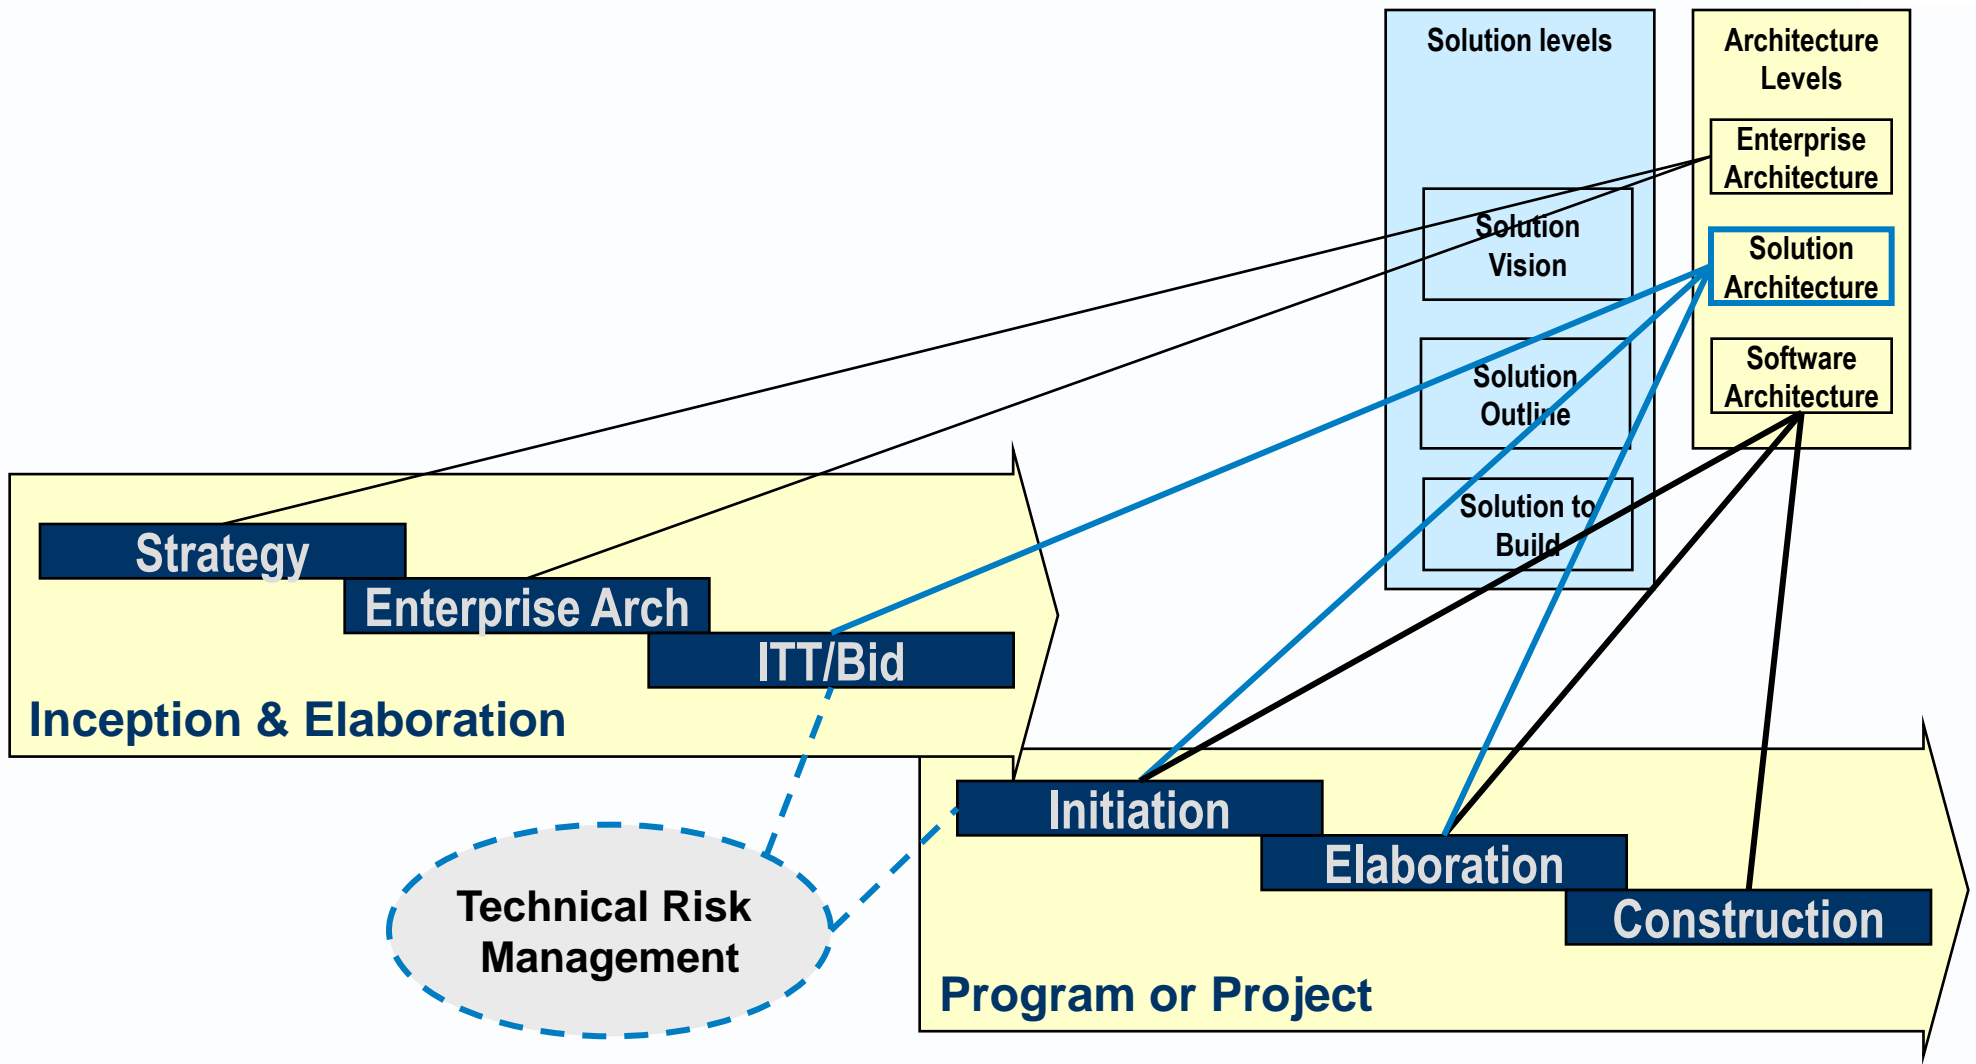 Solution levels
Solution
Vision
Solution
Outline
Solution to
Build
Architecture
Levels
Enterprise
Architecture
Solution
Architecture
Software
Architecture
Strategy
Enterprise Arch
ITT/Bid
Inception & Elaboration
Initiation
Elaboration
Construction
Program or Project
Technical Risk
Management